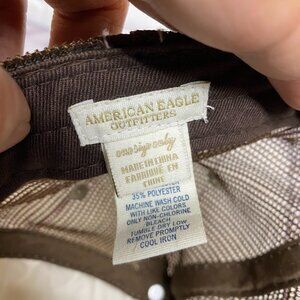 AMERICAN EAGLE
OUTFITTERS
one size only
MADE IN CHINA
FABRIQUE EN
CHINE
35% POLYESTER
MACHINE WASH COLD
WITH LIKE COLORS
ONLY NON-CHLORINE
BLEACH
TUMBLE DRY LOW
REMOVE PROMPTLY
COOL IRON